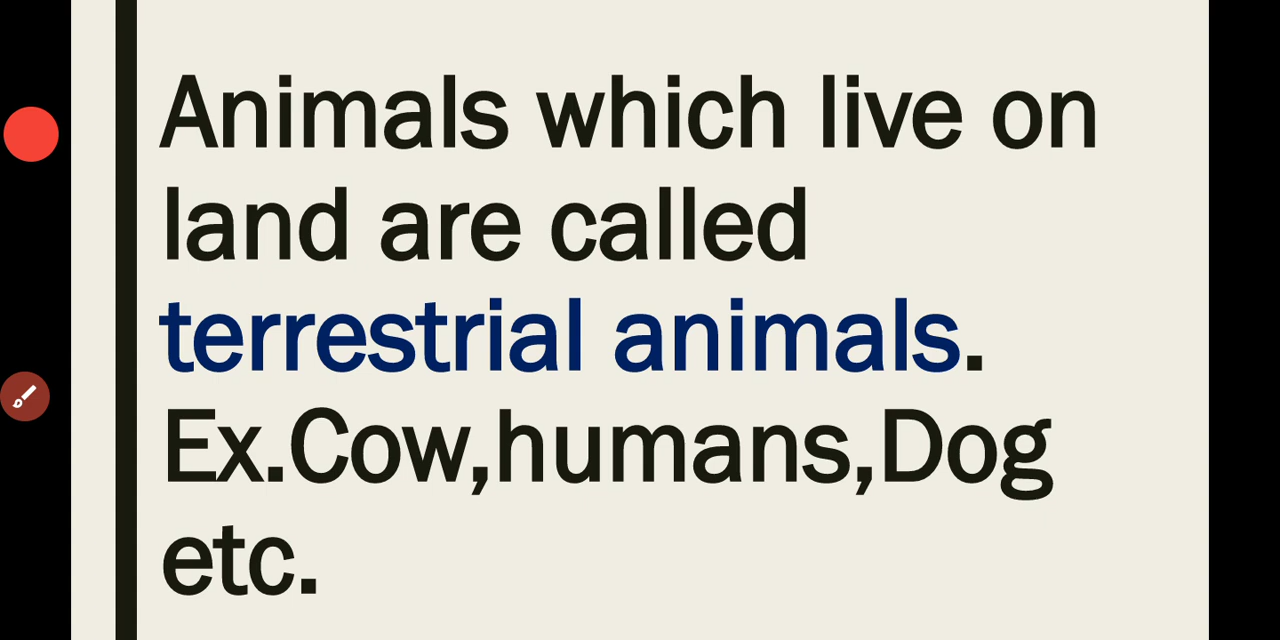 Animals which live on
land are called
terrestrial animals.
Ex.Cow,humans,Dog
etc.